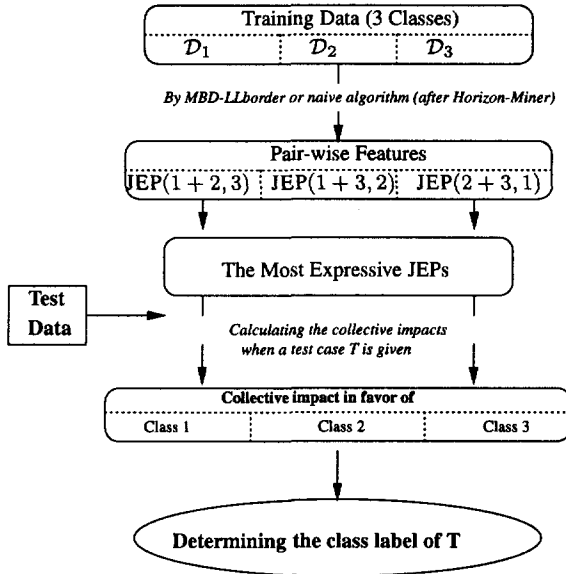 Training Data (3 Classes)
D₁ D₂ D₃
By MBD-LLborder or naive algorithm (after Horizon-Miner)
Pair-wise Features
JEP(1 + 2, 3) JEP(1 + 3, 2) JEP(2 + 3, 1)
The Most Expressive JEPs
Test
Data
Calculating the collective impacts
when a test case T is given
Collective impact in favor of
Class 1 Class 2 Class 3
Determining the class label of T